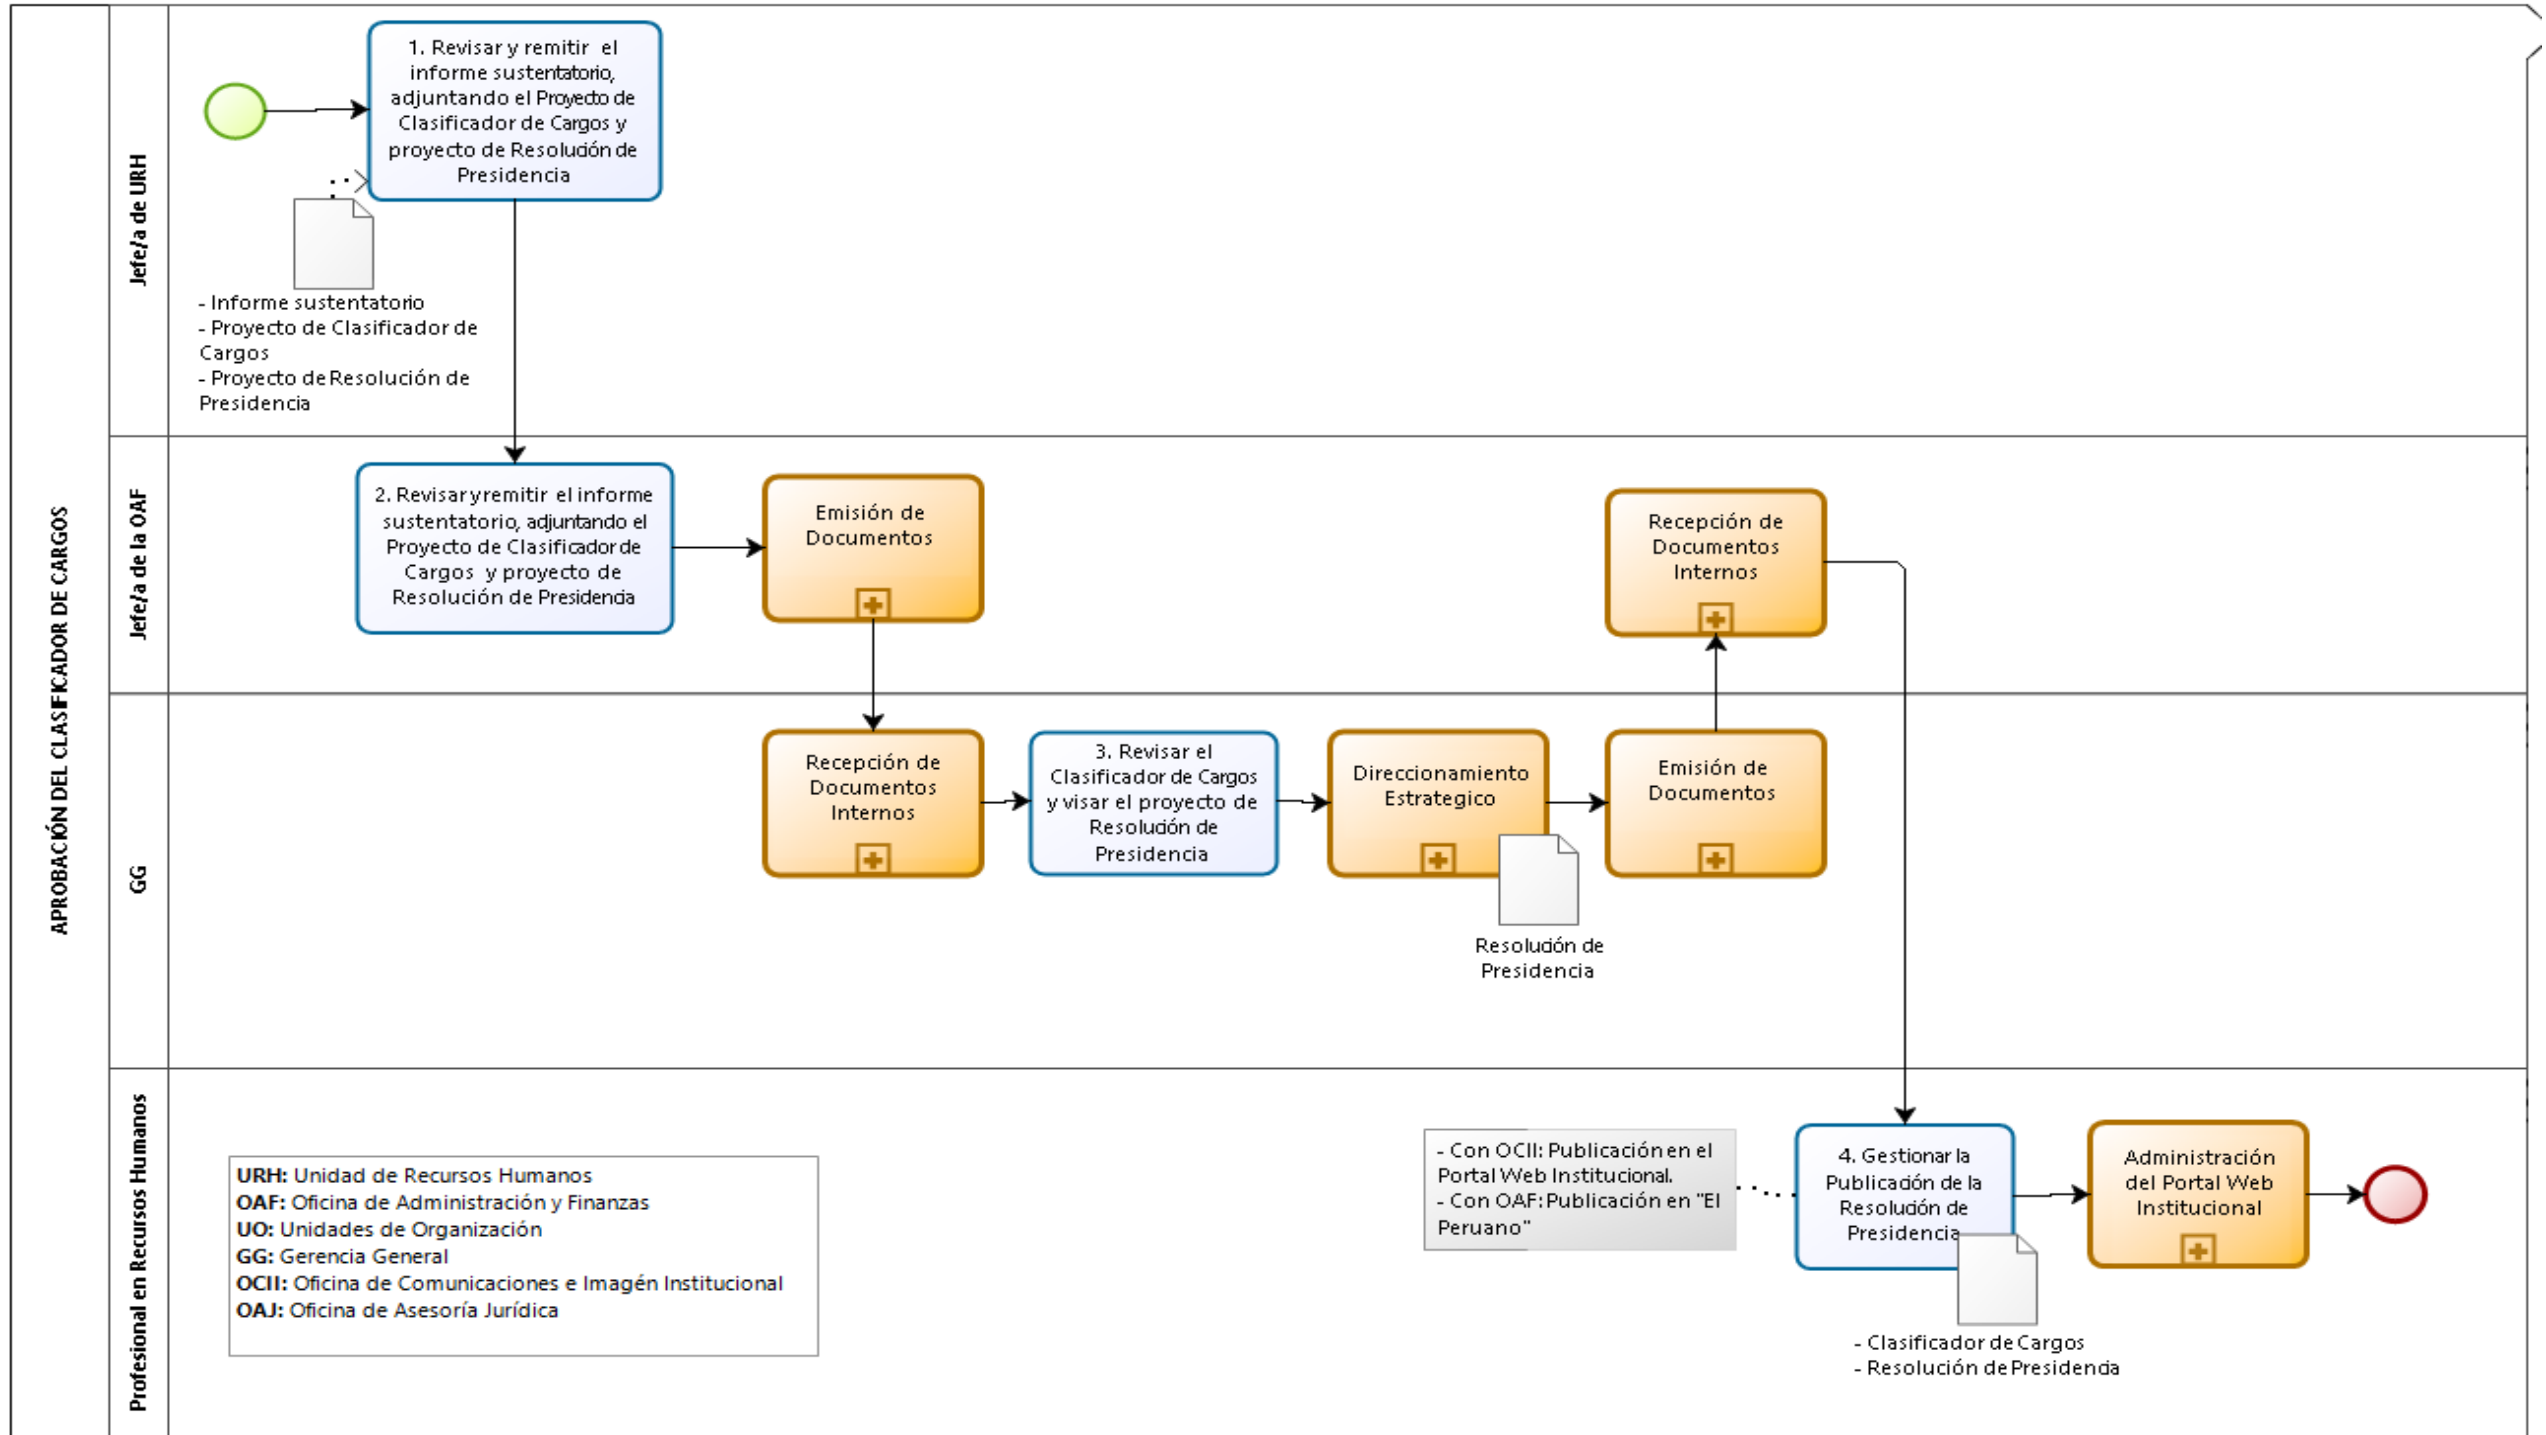 APROBACIÓN DEL CLASIFICADOR DE CARGOS
Jefe/a de URH
1. Revisar y remitir el
informe sustentatorio,
adjuntando el Proyecto de
Clasificador de Cargos y
proyecto de Resolución de
Presidencia
- Informe sustentatorio
- Proyecto de Clasificador de
Cargos
- Proyecto de Resolución de
Presidencia
Jefe/a de la OAF
2. Revisar y remitir el informe
sustentatorio, adjuntando el
Proyecto de Clasificador de
Cargos y proyecto de
Resolución de Presidencia
Emisión de
Documentos
Recepción de
Documentos
Internos
GG
Recepción de
Documentos
Internos
3. Revisar el
Clasificador de Cargos
y visar el proyecto de
Resolución de
Presidencia
Direccionamiento
Estrategico
Resolución de
Presidencia
Emisión de
Documentos
Profesional en Recursos Humanos
URH: Unidad de Recursos Humanos
OAF: Oficina de Administración y Finanzas
UO: Unidades de Organización
GG: Gerencia General
OCII: Oficina de Comunicaciones e Imagén Institucional
OAJ: Oficina de Asesoría Jurídica
- Con OCII: Publicación en el
Portal Web Institucional.
- Con OAF: Publicación en "El
Peruano"
4. Gestionar la
Publicación de la
Resolución de
Presidencia
- Clasificador de Cargos
- Resolución de Presidencia
Administración
del Portal Web
Institucional